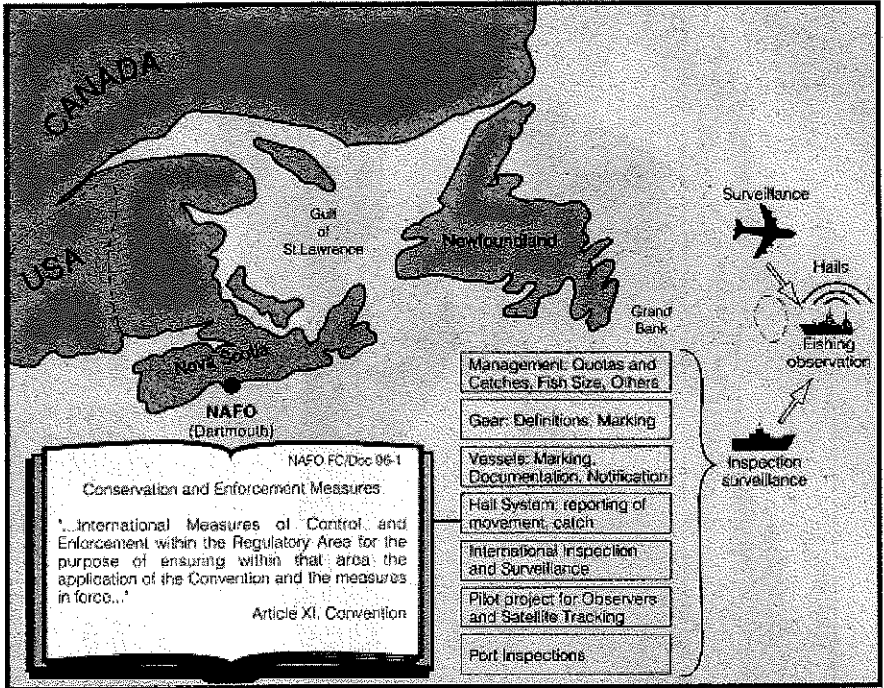 CANADA
USA
Gulf
of
St.Lawrence
Newfoundland
Grand
Bank
Nova Scotia
NAFO
(Dartmouth)
Surveillance
Hails
Fishing
observation
Inspection
surveillance
NAFO FC/Doc 96-1
Conservation and Enforcement Measures
"...International Measures of Control and
Enforcement within the Regulatory Area for the
purpose of ensuring within that area the
application of the Convention and the measures
in force..."
Article XI, Convention
Management: Quotas and
Catches, Fish Size, Others
Gear: Definitions, Marking
Vessels: Marking,
Documentation, Notification
Hail System: reporting of
movement, catch
International Inspection
and Surveillance
Pilot project for Observers
and Satellite Tracking
Port Inspections